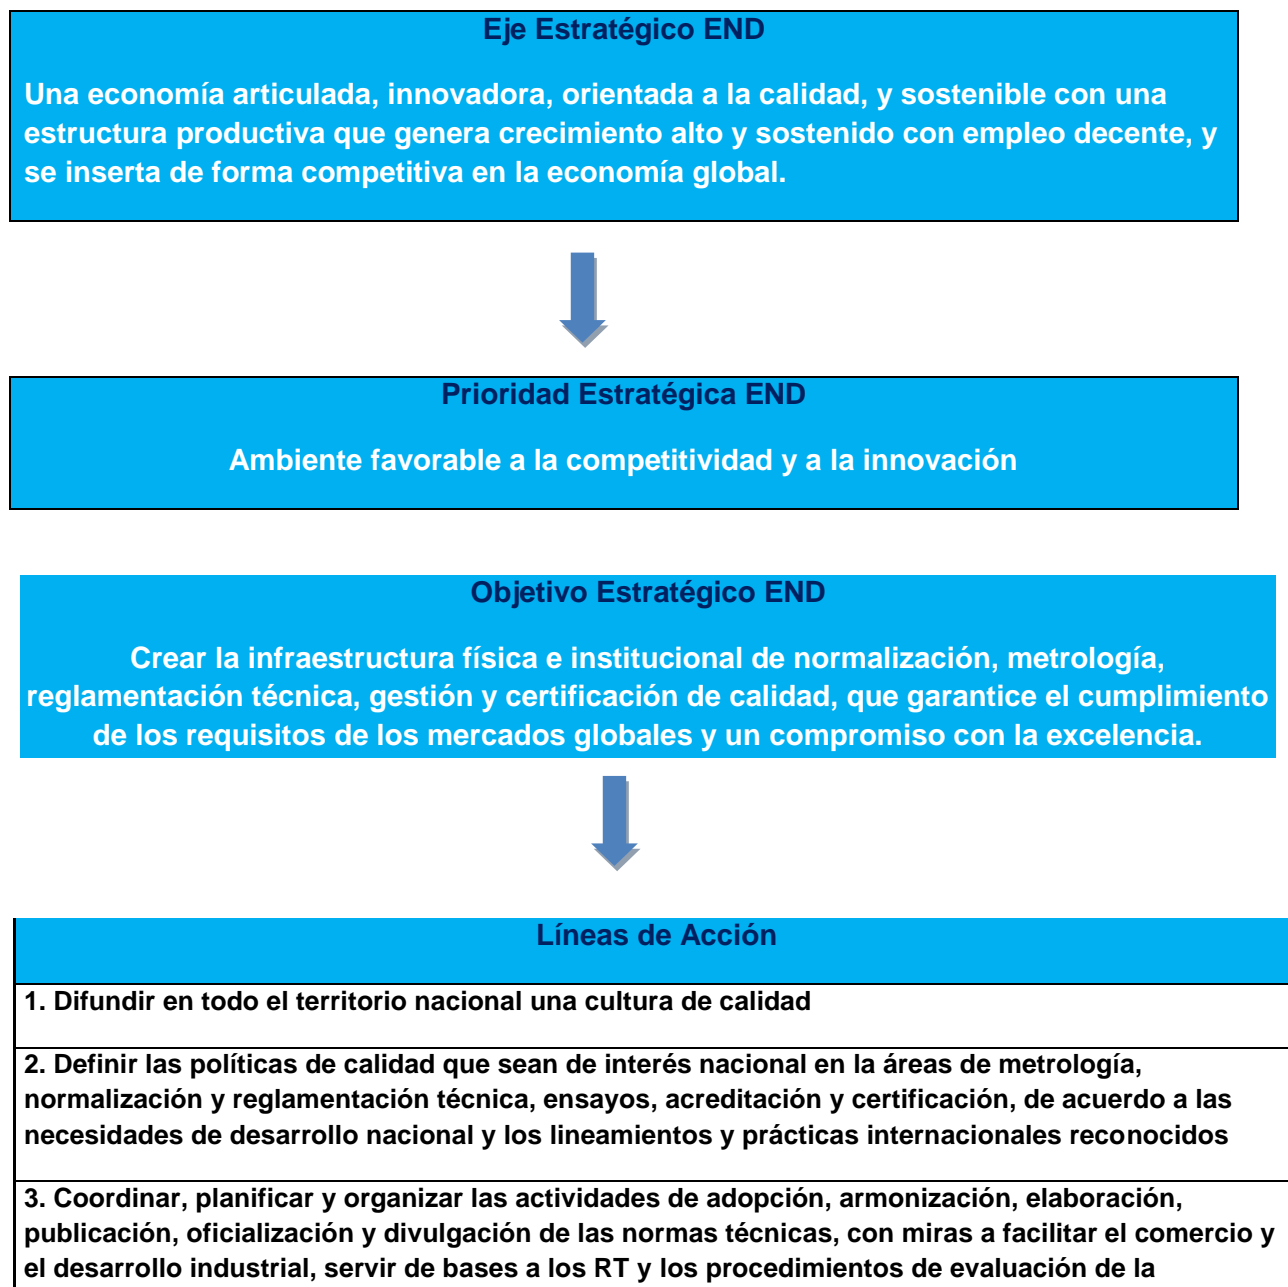 Eje Estratégico END
Una economía articulada, innovadora, orientada a la calidad, y sostenible con una
estructura productiva que genera crecimiento alto y sostenido con empleo decente, y
se inserta de forma competitiva en la economía global.
Prioridad Estratégica END
Ambiente favorable a la competitividad y a la innovación
Objetivo Estratégico END
Crear la infraestructura física e institucional de normalización, metrología,
reglamentación técnica, gestión y certificación de calidad, que garantice el cumplimiento
de los requisitos de los mercados globales y un compromiso con la excelencia.
Líneas de Acción
1. Difundir en todo el territorio nacional una cultura de calidad
2. Definir las políticas de calidad que sean de interés nacional en la áreas de metrología,
normalización y reglamentación técnica, ensayos, acreditación y certificación, de acuerdo a las
necesidades de desarrollo nacional y los lineamientos y prácticas internacionales reconocidos
3. Coordinar, planificar y organizar las actividades de adopción, armonización, elaboración,
publicación, oficialización y divulgación de las normas técnicas, con miras a facilitar el comercio y
el desarrollo industrial, servir de bases a los RT y los procedimientos de evaluación de la